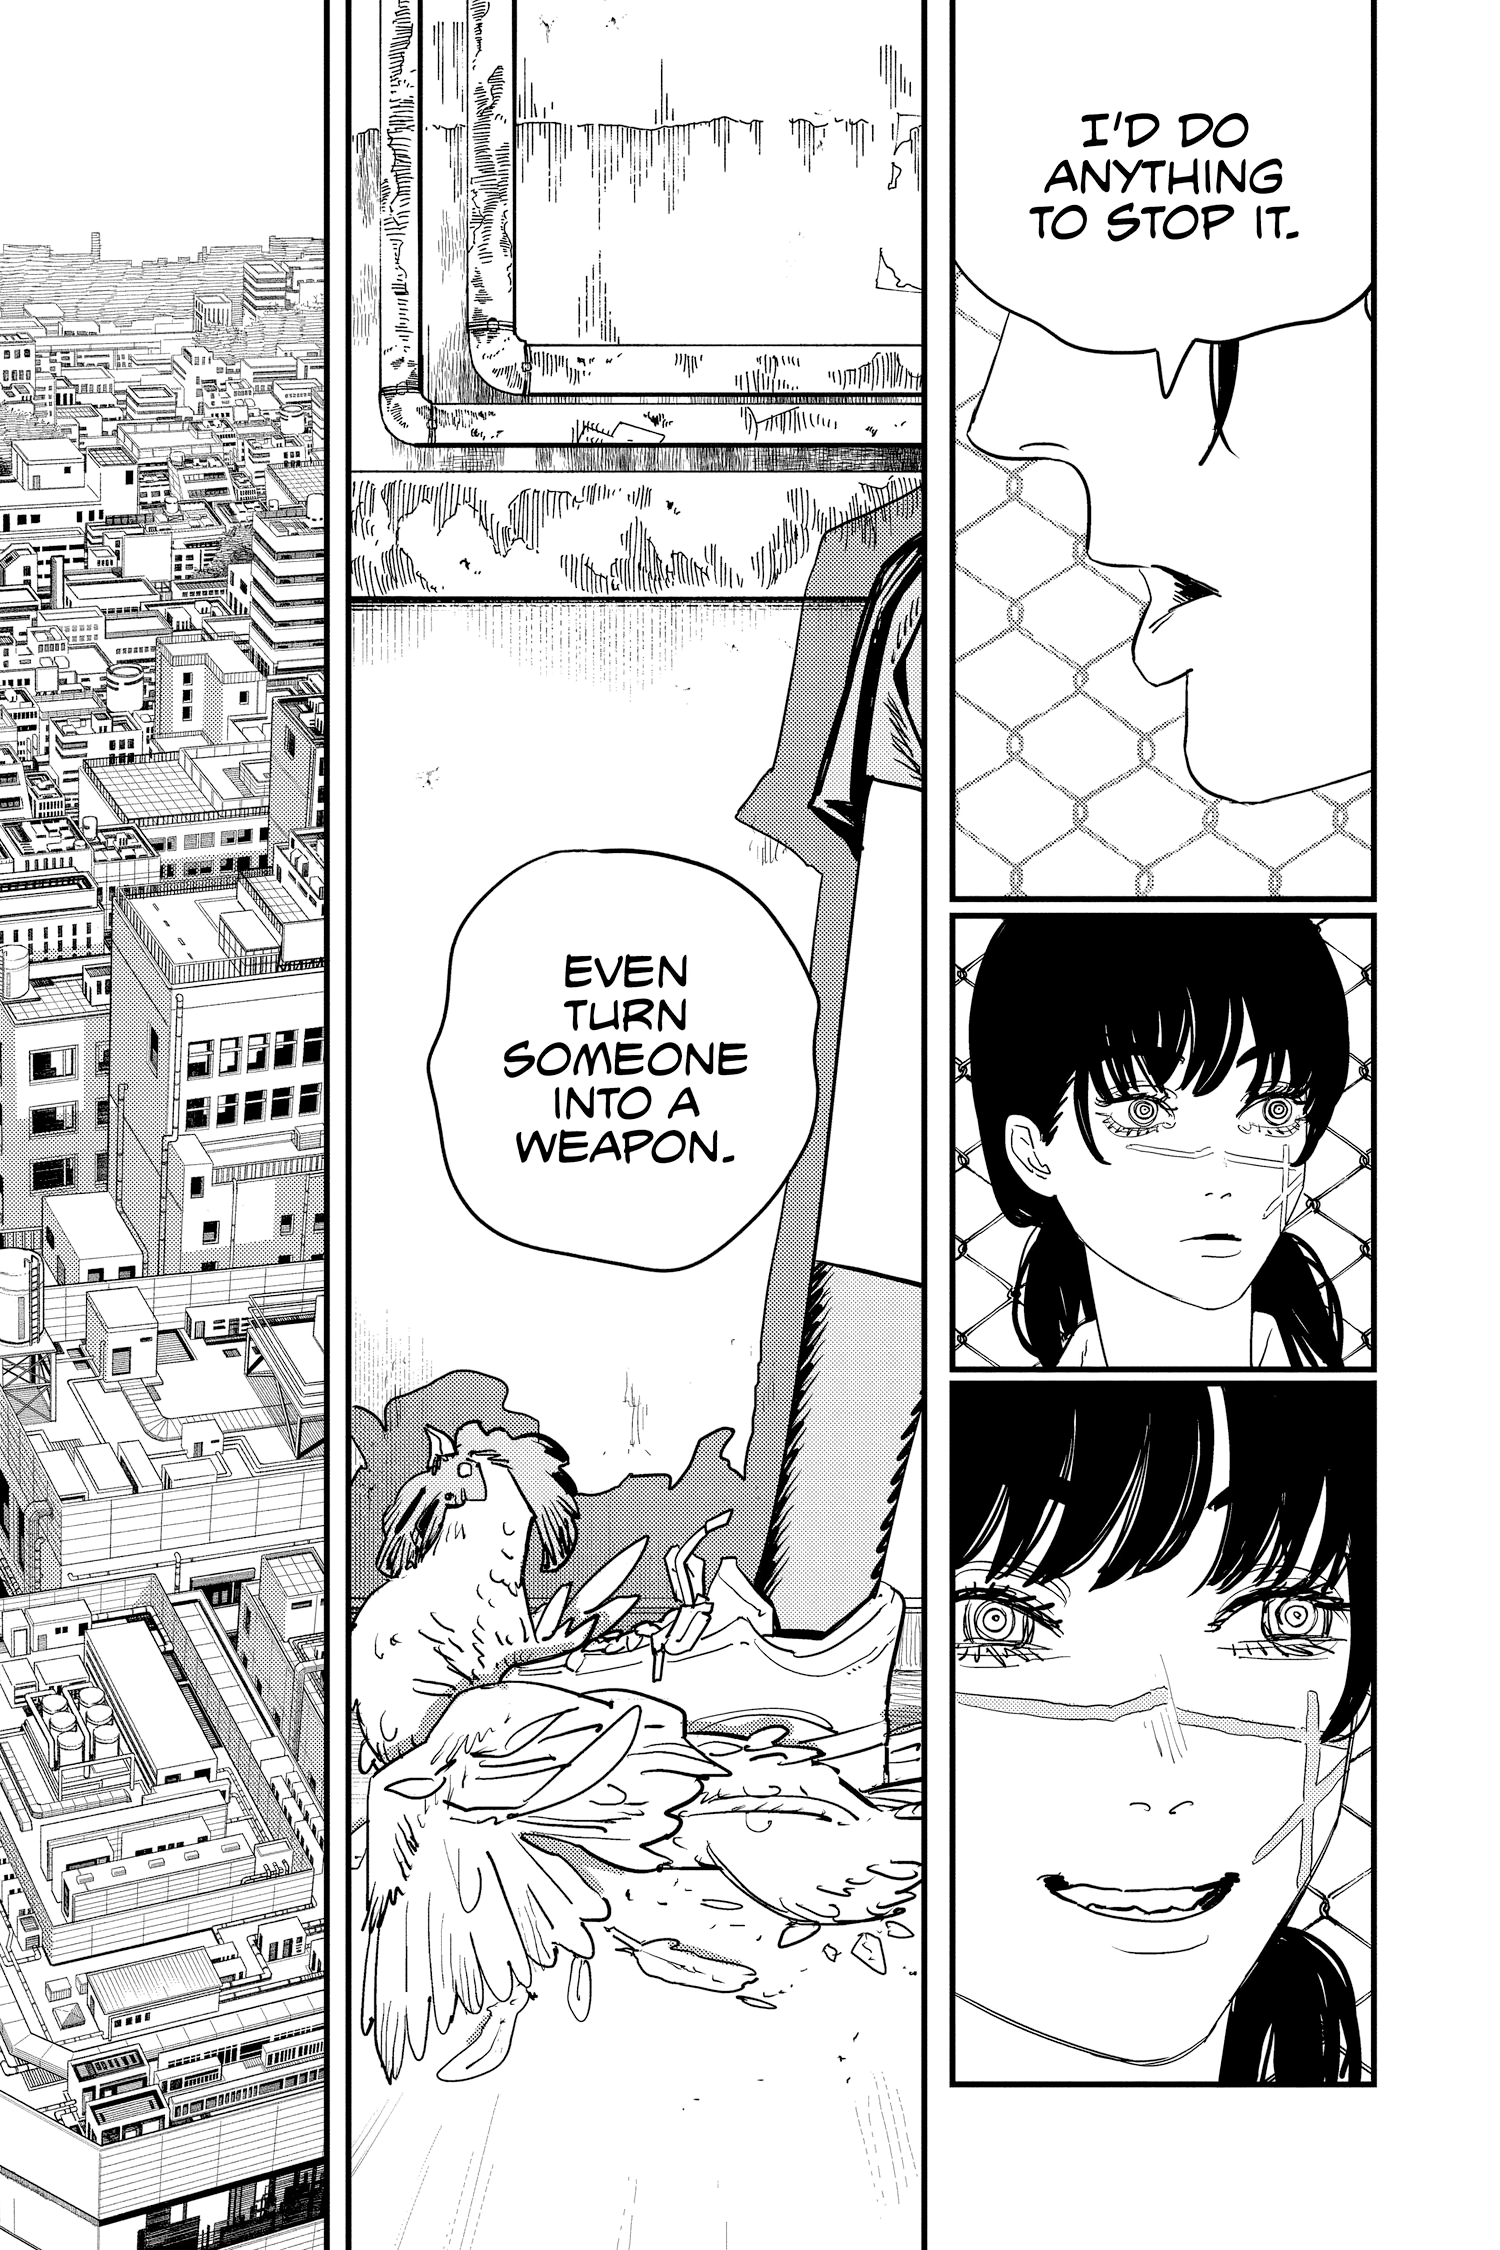 I'D DO
ANYTHING
TO STOP IT.
EVEN
TURN
SOMEONE
INTO A
WEAPON.